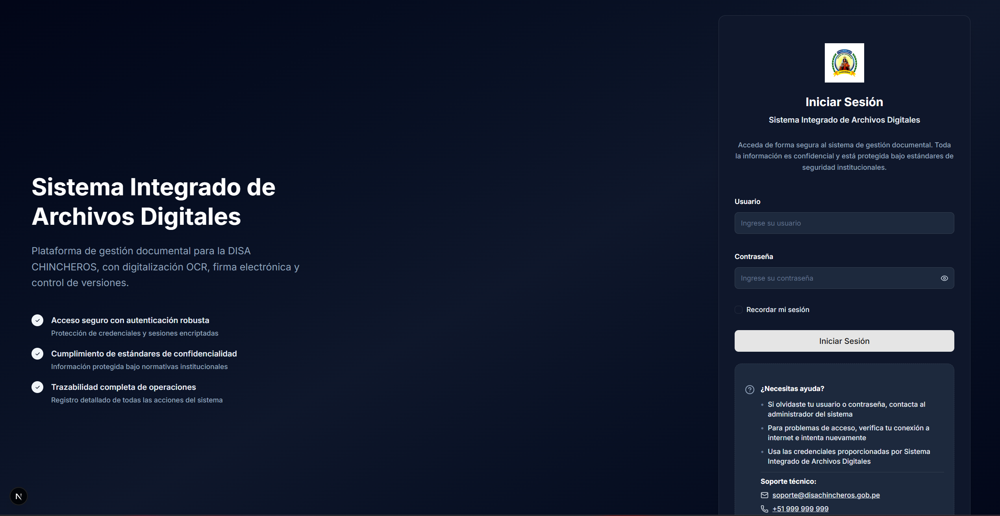 Sistema Integrado de
Archivos Digitales
Plataforma de gestión documental para la DISA
CHINCHEROS, con digitalización OCR, firma electrónica y
control de versiones.
Acceso seguro con autenticación robusta
Protección de credenciales y sesiones encriptadas
Cumplimiento de estándares de confidencialidad
Información protegida bajo normativas institucionales
Trazabilidad completa de operaciones
Registro detallado de todas las acciones del sistema
N
CHINCHEROS
Iniciar Sesión
Sistema Integrado de Archivos Digitales
Acceda de forma segura al sistema de gestión documental. Toda
la información es confidencial y está protegida bajo estándares de
seguridad institucionales.
Usuario
Ingrese su usuario
Contraseña
Ingrese su contraseña
Recordar mi sesión
Iniciar Sesión
¿Necesitas ayuda?
• Si olvidaste tu usuario o contraseña, contacta al
administrador del sistema
• Para problemas de acceso, verifica tu conexión a
internet e intenta nuevamente
• Usa las credenciales proporcionadas por Sistema
Integrado de Archivos Digitales
Soporte técnico:
soporte@disachincheros.gob.pe
+51 999 999 999